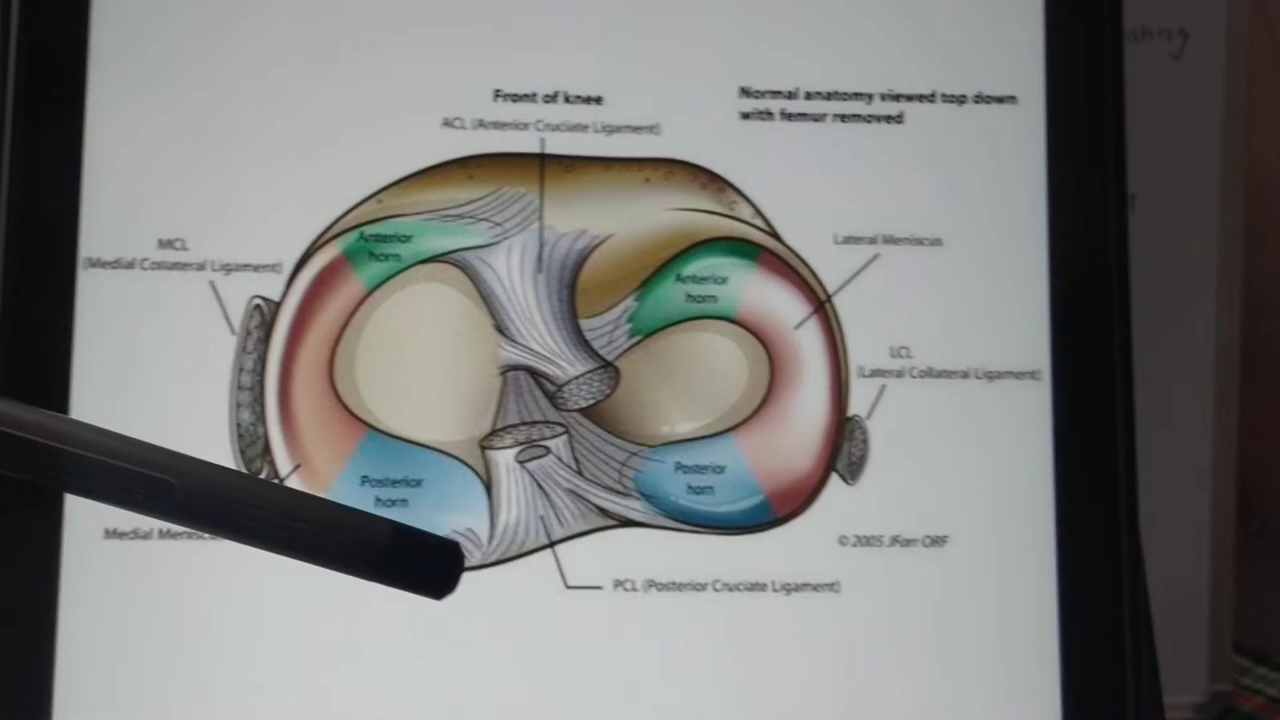 Front of knee
Normal anatomy viewed top down
with femur removed
ACL (Anterior Cruciate Ligament)
MCL
(Medial Collateral Ligament)
Anterior
horn
Anterior
horn
Lateral Meniscus
LCL
(Lateral Collateral Ligament)
Posterior
horn
Posterior
horn
Medial
© 2005 JFarr ORF
PCL (Posterior Cruciate Ligament)